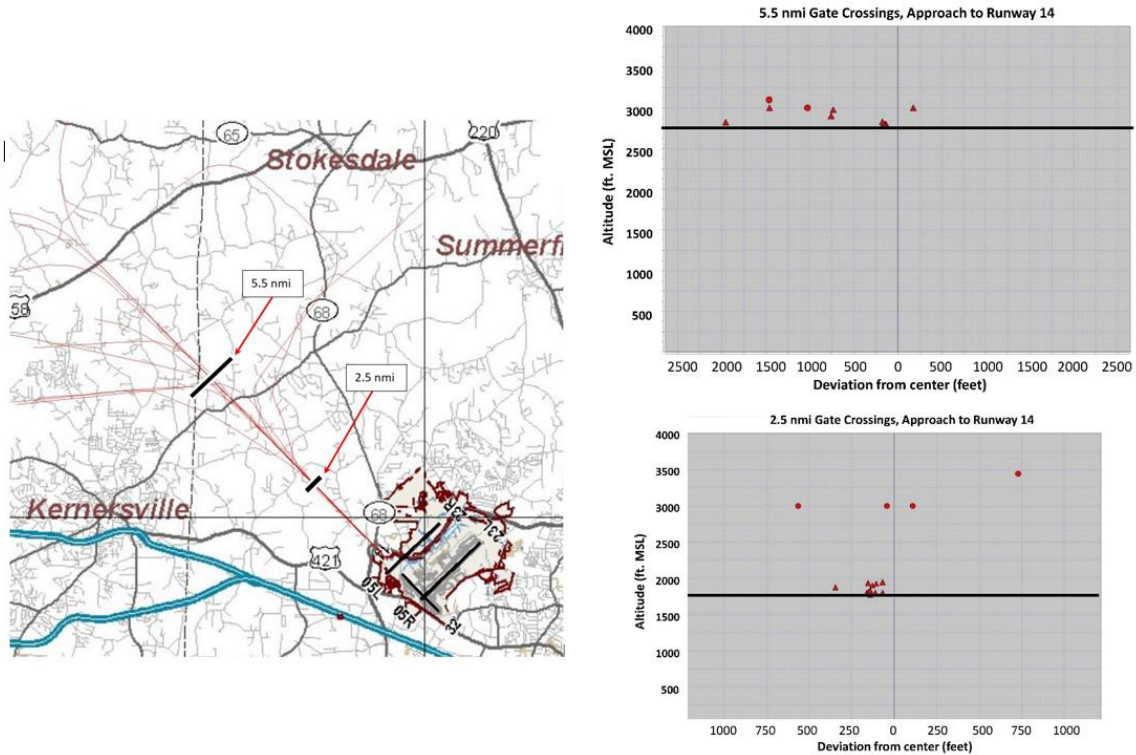 65
220
Stokesdale
Summerfi
5.5 nmi
58
68
2.5 nmi
Kernersville
68
23R
23L
421
05L
05R
32
5.5 nmi Gate Crossings, Approach to Runway 14
4000
3500
3000
2500
2000
1500
1000
500
Altitude (ft. MSL)
2500 2000 1500 1000 500 0 500 1000 1500 2000 2500
Deviation from center (feet)
2.5 nmi Gate Crossings, Approach to Runway 14
4000
3500
3000
2500
2000
1500
1000
500
Altitude (ft. MSL)
1000 750 500 250 0 250 500 750 1000
Deviation from center (feet)